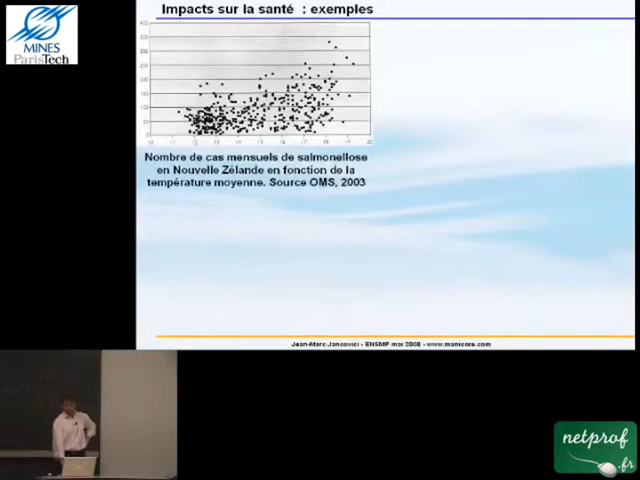 Impacts sur la santé : exemples
MINES
ParisTech
Nombre de cas mensuels de salmonellose
en Nouvelle Zélande en fonction de la
température moyenne. Source OMS, 2003
Jean-Marc Jancovici - ENSMP mai 2008 - www.manicore.com
netprof
.fr